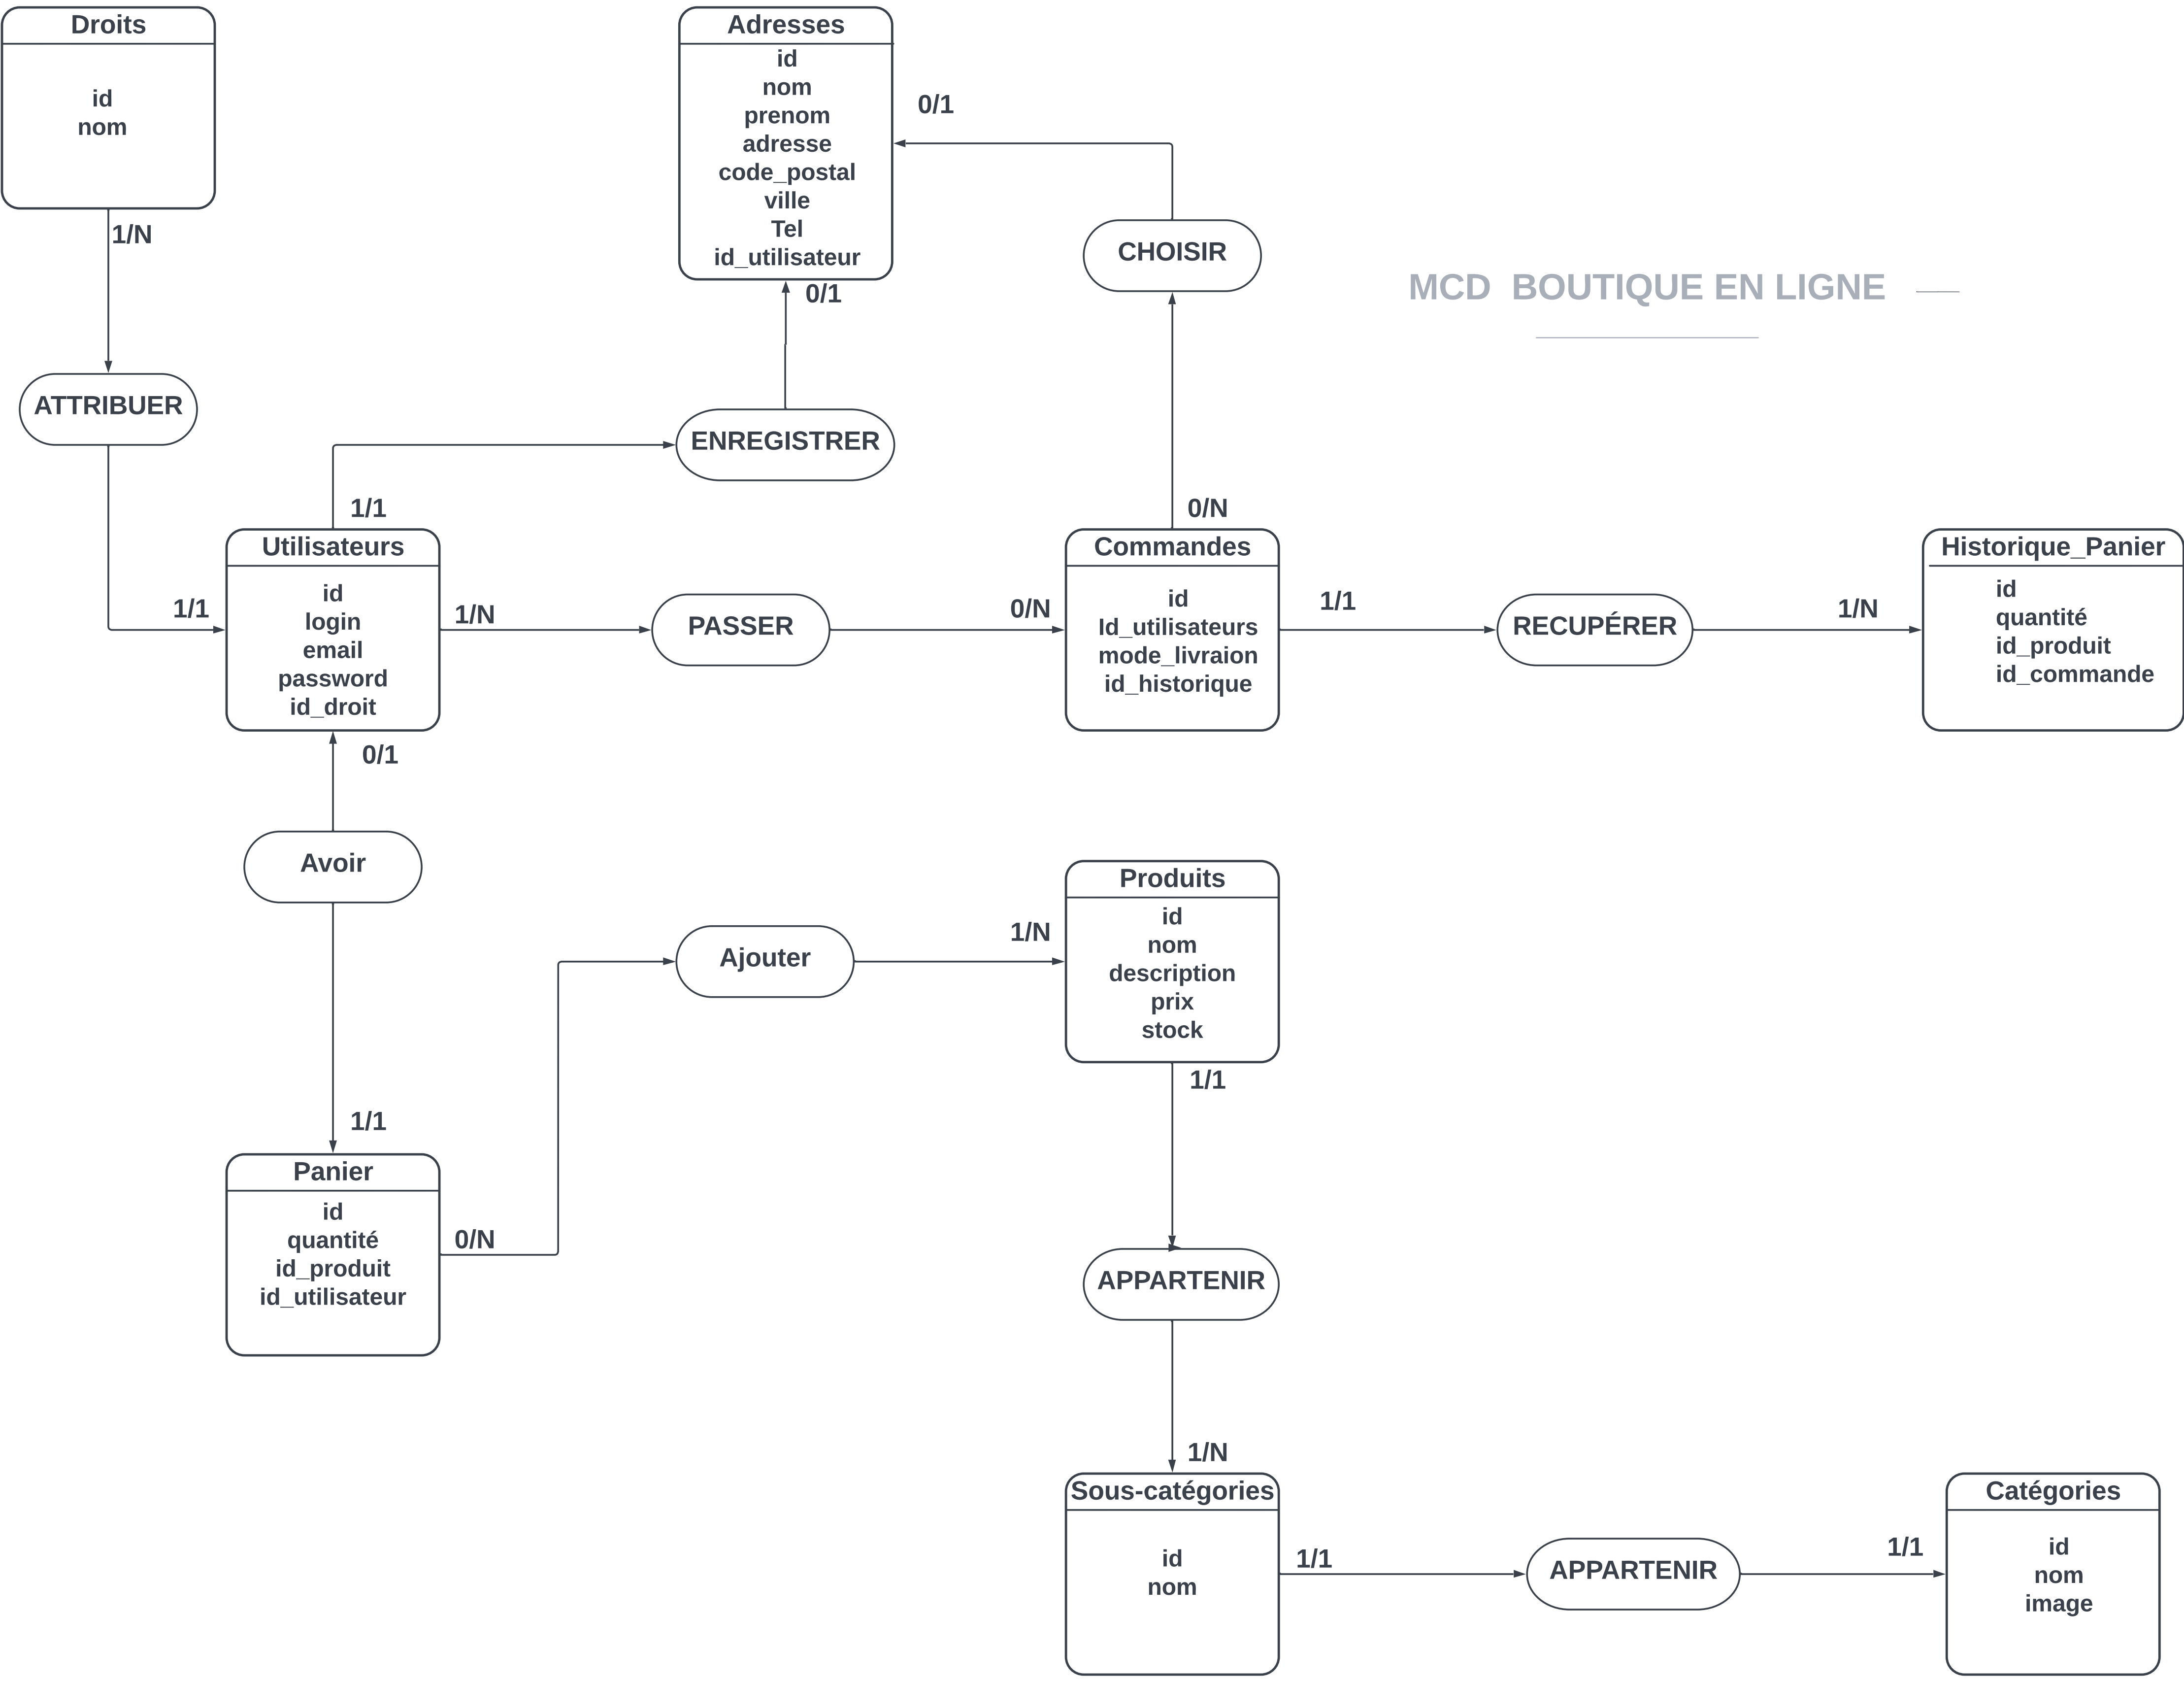 Droits
id
nom
1/N
ATTRIBUER
1/1
Adresses
id
nom
prenom
adresse
code_postal
ville
Tel
id_utilisateur
0/1
0/1
CHOISIR
MCD BOUTIQUE EN LIGNE
ENREGISTRER
1/1
0/N
Utilisateurs
id
login
email
password
id_droit
1/N
PASSER
0/N
Commandes
id
Id_utilisateurs
mode_livraion
id_historique
1/1
RECUPÉRER
1/N
Historique_Panier
id
quantité
id_produit
id_commande
0/1
Avoir
1/1
Ajouter
1/N
Produits
id
nom
description
prix
stock
1/1
Panier
id
quantité
id_produit
id_utilisateur
0/N
APPARTENIR
1/N
Sous-catégories
id
nom
1/1
APPARTENIR
1/1
Catégories
id
nom
image